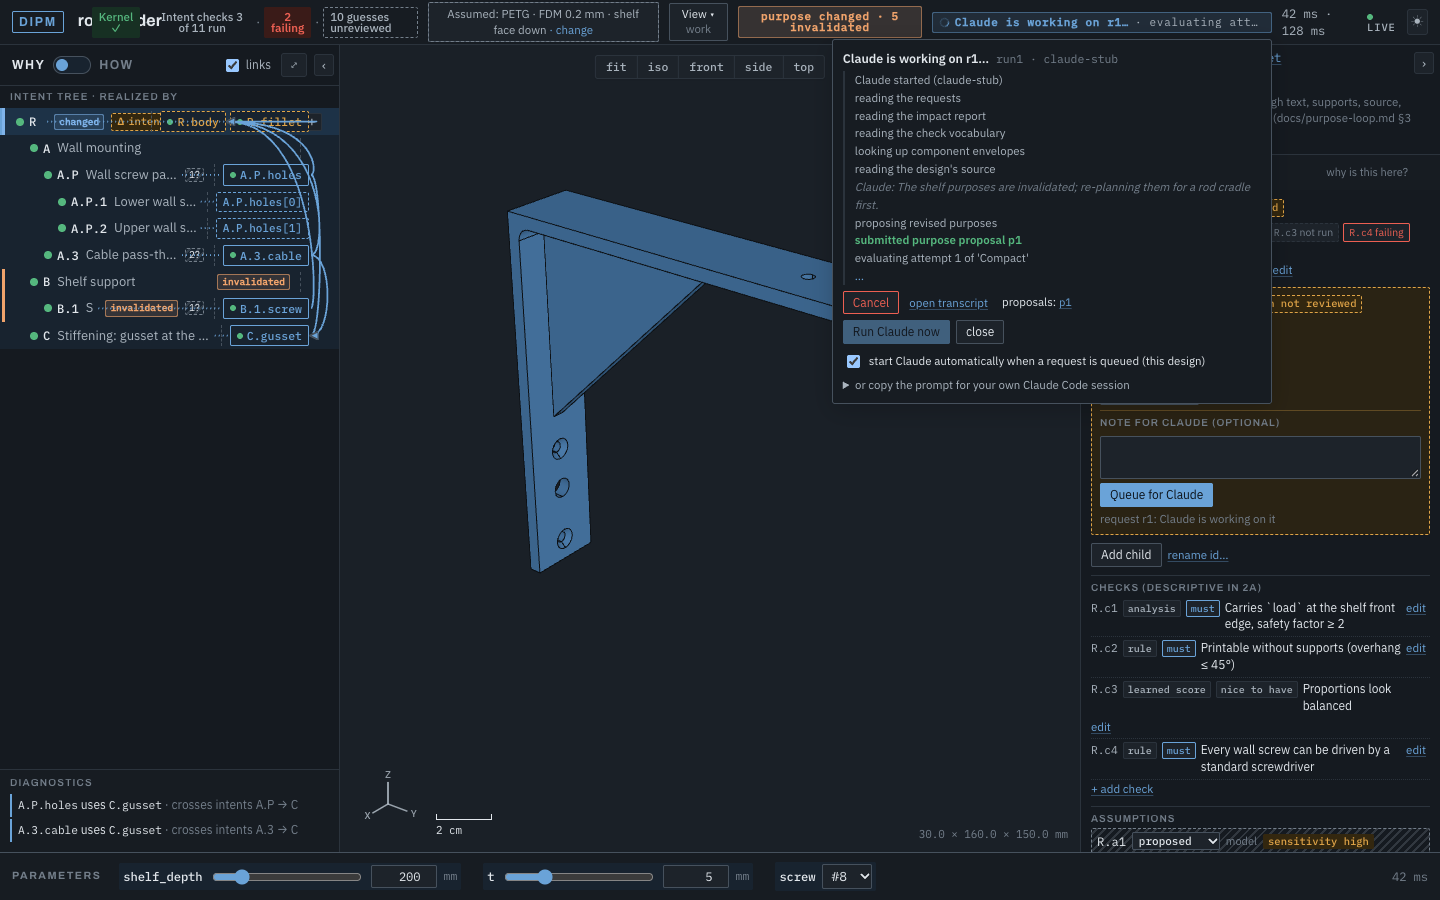 DIPM
Kernel ✓
Intent checks 3 of 11 run
·
2 failing
·
10 guesses unreviewed
Assumed: PETG · FDM 0.2 mm · shelf face down · change
View ▾
work
purpose changed · 5 invalidated
Claude is working on r1… · evaluating att…
42 ms · 128 ms
LIVE
WHY
HOW
links
INTENT TREE · REALIZED BY
R
changed
Δ inten
R.body
R.fillet
A Wall mounting
A.P Wall screw pa… 1? A.P.holes
A.P.1 Lower wall s… A.P.holes[0]
A.P.2 Upper wall s… A.P.holes[1]
A.3 Cable pass-th… 2? A.3.cable
B Shelf support invalidated
B.1 S invalidated 1? B.1.screw
C Stiffening: gusset at the … C.gusset
DIAGNOSTICS
A.P.holes uses C.gusset · crosses intents A.P → C
A.3.cable uses C.gusset · crosses intents A.3 → C
fit
iso
front
side
top
Z
X
Y
2 cm
30.0 × 160.0 × 150.0 mm
Claude is working on r1… run1 · claude-stub
Claude started (claude-stub)
reading the requests
reading the impact report
reading the check vocabulary
looking up component envelopes
reading the design's source
Claude: The shelf purposes are invalidated; re-planning them for a rod cradle
first.
proposing revised purposes
submitted purpose proposal p1
evaluating attempt 1 of 'Compact'
…
Cancel
open transcript
proposals: p1
Run Claude now
close
start Claude automatically when a request is queued (this design)
▶ or copy the prompt for your own Claude Code session
gh text, supports, source,
(docs/purpose-loop.md §3
why is this here?
R.c3 not run
R.c4 failing
edit
not reviewed
NOTE FOR CLAUDE (OPTIONAL)
Queue for Claude
request r1: Claude is working on it
Add child
rename id…
CHECKS (DESCRIPTIVE IN 2A)
R.c1 analysis must Carries `load` at the shelf front edit
edge, safety factor ≥ 2
R.c2 rule must Printable without supports (overhang edit
≤ 45°)
R.c3 learned score nice to have Proportions look
balanced
edit
R.c4 rule must Every wall screw can be driven by a edit
standard screwdriver
+ add check
ASSUMPTIONS
R.a1 proposed model sensitivity high
PARAMETERS
shelf_depth 200 mm
t 5 mm
screw #8
42 ms